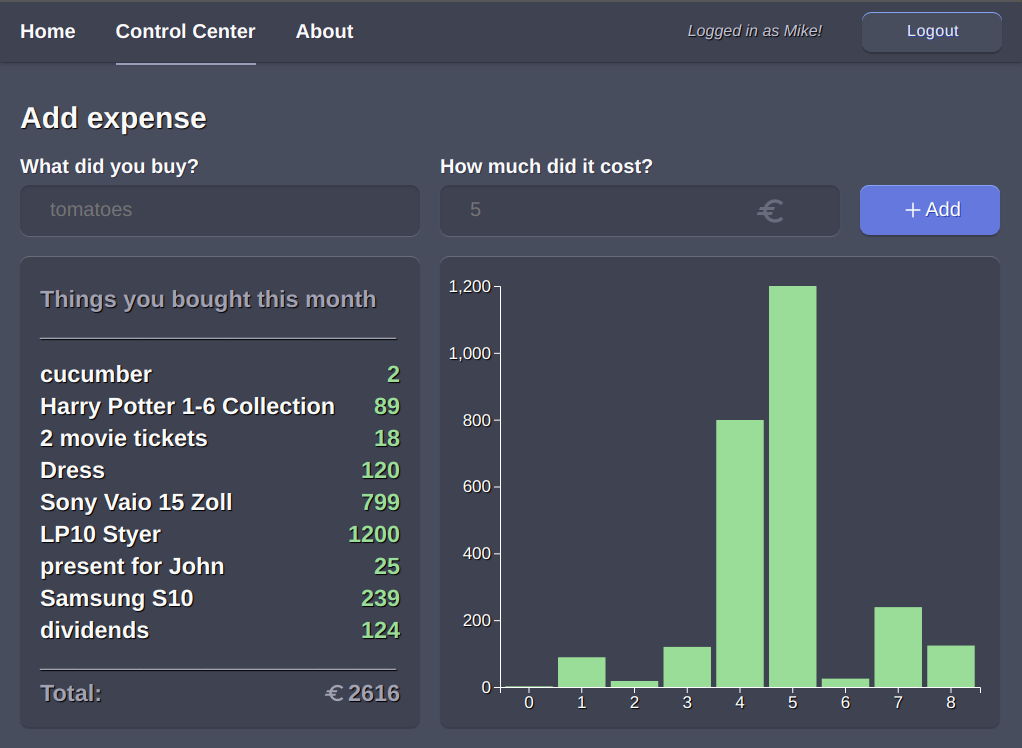 Home Control Center About Logged in as Mike! Logout
Add expense
What did you buy? How much did it cost?
tomatoes 5 € + Add
Things you bought this month
cucumber 2
Harry Potter 1-6 Collection 89
2 movie tickets 18
Dress 120
Sony Vaio 15 Zoll 799
LP10 Styer 1200
present for John 25
Samsung S10 239
dividends 124
Total: € 2616
1,200
1,000
800
600
400
200
0
0 1 2 3 4 5 6 7 8